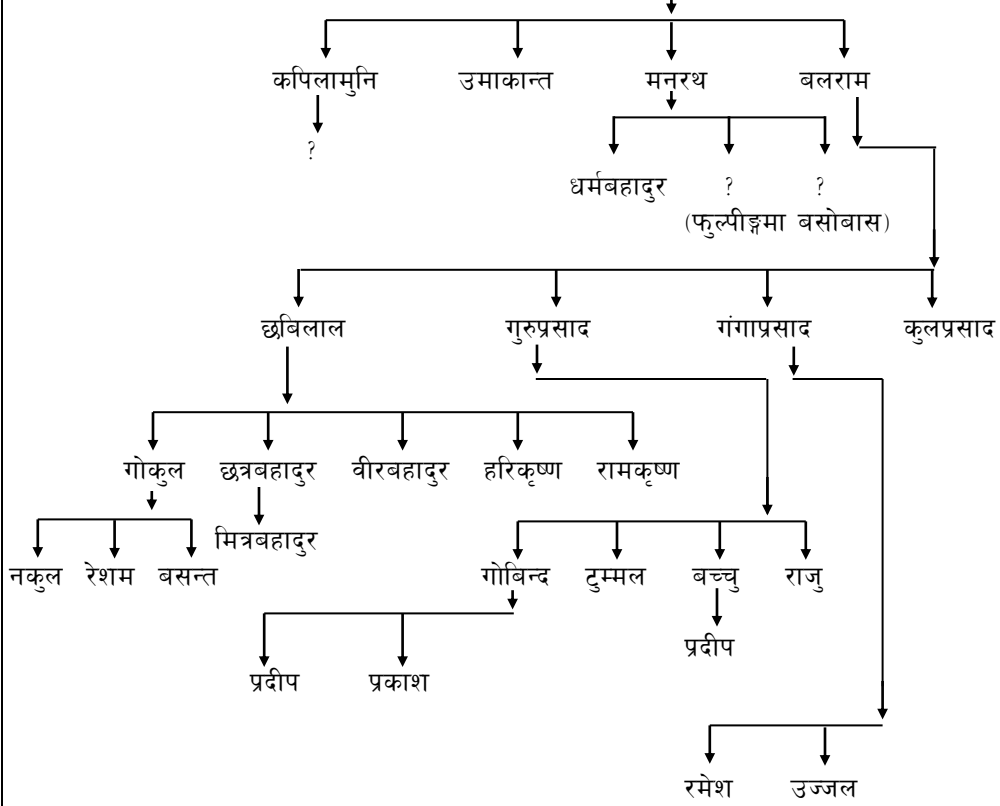 कपिलामुनि उमाकान्त मनरथ बलराम
?
धर्मबहादुर ? ?
(फुल्पीङ्गमा बसोबास)
छबिलाल गुरुप्रसाद गंगाप्रसाद कुलप्रसाद
गोकुल छत्रबहादुर वीरबहादुर हरिकृष्ण रामकृष्ण
मित्रबहादुर
नकुल रेशम बसन्त गोबिन्द टुम्मल बच्चु राजु
प्रदीप
प्रदीप प्रकाश
रमेश उज्जल